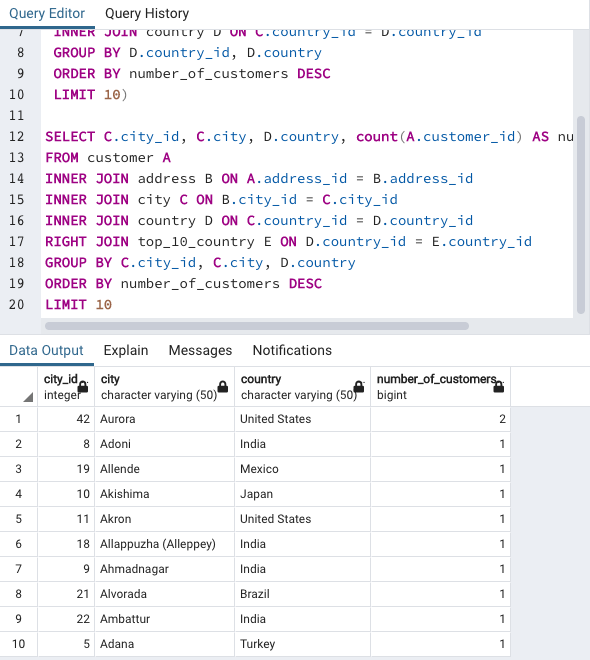 Query Editor Query History
7 INNER JOIN country D ON C.country_id = D.country_id
8 GROUP BY D.country_id, D.country
9 ORDER BY number_of_customers DESC
10 LIMIT 10)
11
12 SELECT C.city_id, C.city, D.country, count(A.customer_id) AS nu
13 FROM customer A
14 INNER JOIN address B ON A.address_id = B.address_id
15 INNER JOIN city C ON B.city_id = C.city_id
16 INNER JOIN country D ON C.country_id = D.country_id
17 RIGHT JOIN top_10_country E ON D.country_id = E.country_id
18 GROUP BY C.city_id, C.city, D.country
19 ORDER BY number_of_customers DESC
20 LIMIT 10
Data Output Explain Messages Notifications
city_id city country number_of_customers
integer character varying (50) character varying (50) bigint
1 42 Aurora United States 2
2 8 Adoni India 1
3 19 Allende Mexico 1
4 10 Akishima Japan 1
5 11 Akron United States 1
6 18 Allappuzha (Alleppey) India 1
7 9 Ahmadnagar India 1
8 21 Alvorada Brazil 1
9 22 Ambattur India 1
10 5 Adana Turkey 1